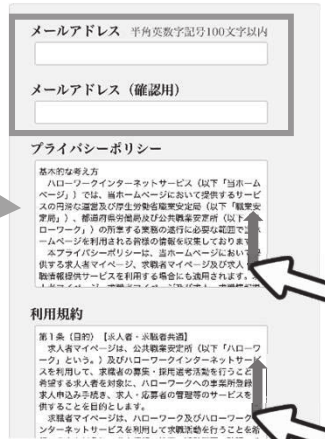 メールアドレス 半角英数字記号100文字以内
メールアドレス（確認用）
プライバシーポリシー
基本的な考え方
ハローワークインターネットサービス（以下「当ホーム
ページ」）では、当ホームページにおいて提供するサービ
スの円滑な運営及び厚生労働省職業安定局（以下「職業安
定局」）、都道府県労働局及び公共職業安定所（以下「
ローワーク」）の所掌する業務の遂行に必要な範囲で
ームページを利用される皆様の情報を収集しておりま
本プライバシーポリシーは、当ホームページにおい
供する求人者マイページ、求職者マイページ及び求人
職情報提供サービスを利用する場合にも適用されます。
利用規約
第１条（目的）【求人者・求職者共通】
求人者マイページは、公共職業安定所（以下「ハローワ
ーク」という。）及びハローワークインターネットサー
スを利用して、求職者の募集・採用選考活動を行うこ
希望する求人者を対象に、ハローワークへの事業所登録
求人申込み手続き、求人・応募者の管理等のサービスを
供することを目的とします。
求職者マイページは、ハローワーク及びハローワーク
ンターネットサービスを利用して求職活動を行うことを希